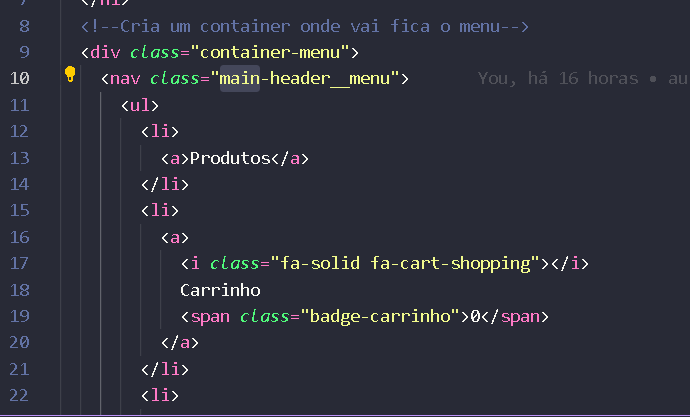 7 </h1>
8 <!--Cria um container onde vai fica o menu-->
9 <div class="container-menu">
10 <nav class="main-header__menu"> You, há 16 horas • au
11 <ul>
12 <li>
13 <a>Produtos</a>
14 </li>
15 <li>
16 <a>
17 <i class="fa-solid fa-cart-shopping"></i>
18 Carrinho
19 <span class="badge-carrinho">0</span>
20 </a>
21 </li>
22 <li>